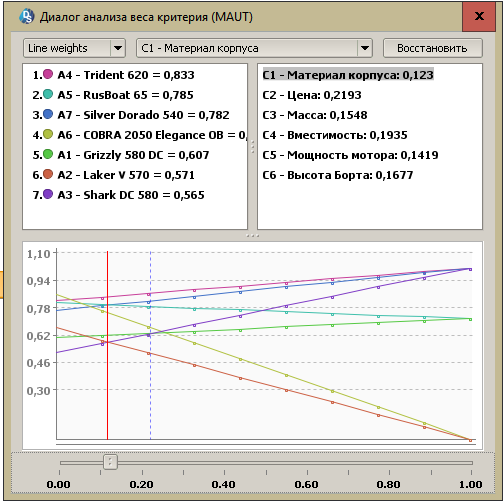 Диалог анализа веса критерия (MAUT)
Line weights
C1 - Материал корпуса
Восстановить
1. A4 - Trident 620 = 0,833
2. A5 - RusBoat 65 = 0,785
3. A7 - Silver Dorado 540 = 0,782
4. A6 - COBRA 2050 Elegance OB = 0,
5. A1 - Grizzly 580 DC = 0,607
6. A2 - Laker V 570 = 0,571
7. A3 - Shark DC 580 = 0,565
C1 - Материал корпуса: 0,123
C2 - Цена: 0,2193
C3 - Масса: 0,1548
C4 - Вместимость: 0,1935
C5 - Мощность мотора: 0,1419
C6 - Высота Борта: 0,1677
1,10
0,94
0,78
0,62
0,46
0,30
0.00 0.20 0.40 0.60 0.80 1.00